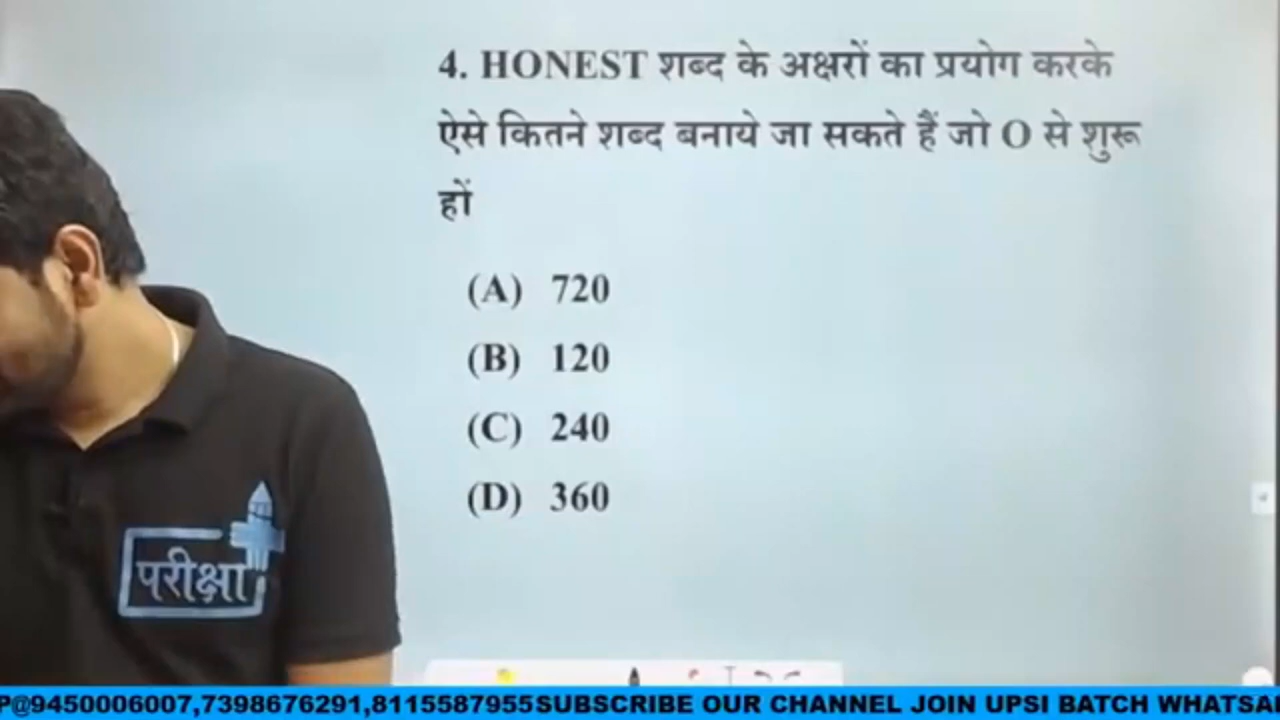 4. HONEST शब्द के अक्षरों का प्रयोग करके
ऐसे कितने शब्द बनाये जा सकते हैं जो O से शुरू
हों
(A) 720
(B) 120
(C) 240
(D) 360
परीक्षा
P@9450006007,7398676291,8115587955SUBSCRIBE OUR CHANNEL JOIN UPSI BATCH WHATSA